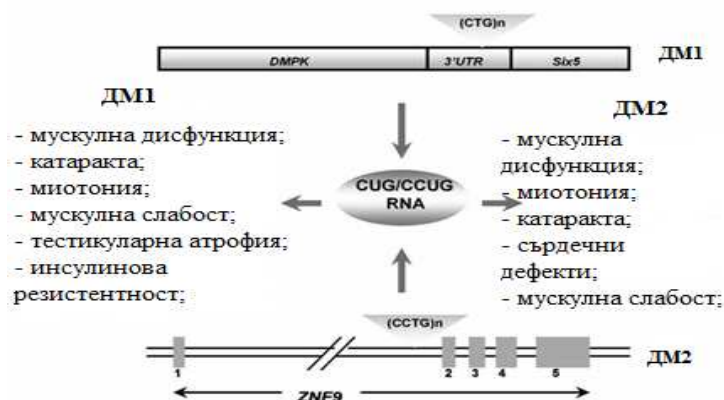 (CTG)n
DMPK 3'UTR Six5 ДМ1
ДМ1
- мускулна дисфункция;
- катаракта;
- миотония;
- мускулна слабост;
- тестикуларна атрофия;
- инсулинова
резистентност;
CUG/CCUG
RNA
ДМ2
- мускулна
дисфункция;
- миотония;
- катаракта;
- сърдечни
дефекти;
- мускулна слабост;
(CCTG)n
ДМ2
1 2 3 4 5
ZNF9